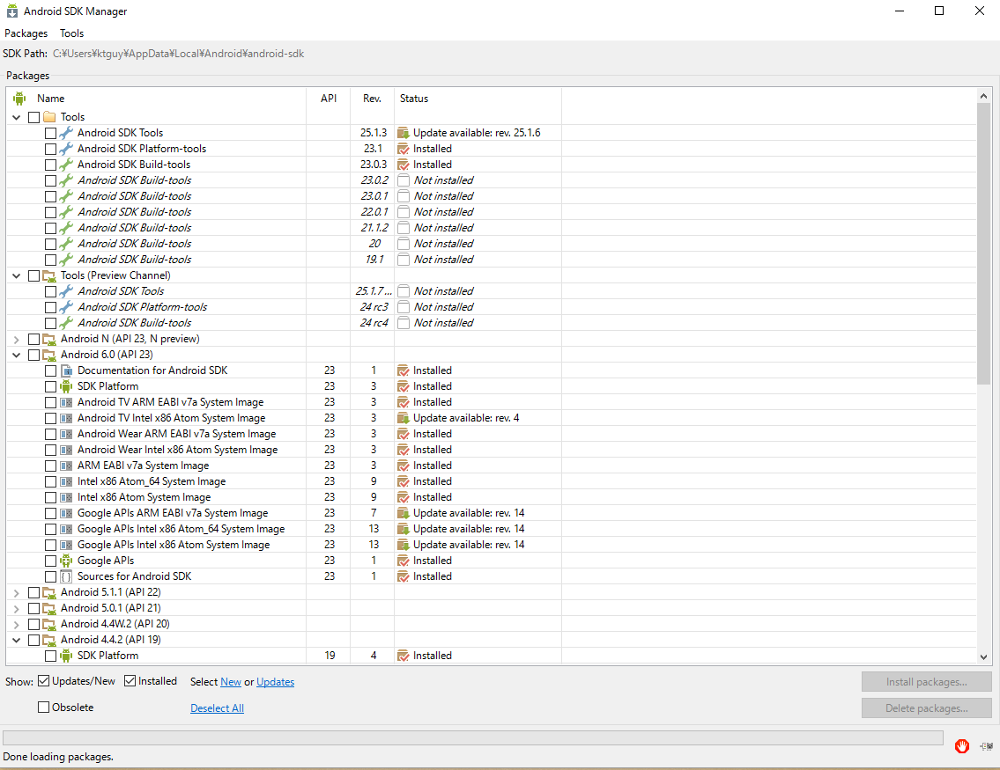 Android SDK Manager
Packages Tools
SDK Path: C:¥Users¥ktguy¥AppData¥Local¥Android¥android-sdk
Packages
Name API Rev. Status
Tools
Android SDK Tools 25.1.3 Update available: rev. 25.1.6
Android SDK Platform-tools 23.1 Installed
Android SDK Build-tools 23.0.3 Installed
Android SDK Build-tools 23.0.2 Not installed
Android SDK Build-tools 23.0.1 Not installed
Android SDK Build-tools 22.0.1 Not installed
Android SDK Build-tools 21.1.2 Not installed
Android SDK Build-tools 20 Not installed
Android SDK Build-tools 19.1 Not installed
Tools (Preview Channel)
Android SDK Tools 25.1.7 ... Not installed
Android SDK Platform-tools 24 rc3 Not installed
Android SDK Build-tools 24 rc4 Not installed
Android N (API 23, N preview)
Android 6.0 (API 23)
Documentation for Android SDK 23 1 Installed
SDK Platform 23 3 Installed
Android TV ARM EABI v7a System Image 23 3 Installed
Android TV Intel x86 Atom System Image 23 3 Update available: rev. 4
Android Wear ARM EABI v7a System Image 23 3 Installed
Android Wear Intel x86 Atom System Image 23 3 Installed
ARM EABI v7a System Image 23 3 Installed
Intel x86 Atom_64 System Image 23 9 Installed
Intel x86 Atom System Image 23 9 Installed
Google APIs ARM EABI v7a System Image 23 7 Update available: rev. 14
Google APIs Intel x86 Atom_64 System Image 23 13 Update available: rev. 14
Google APIs Intel x86 Atom System Image 23 13 Update available: rev. 14
Google APIs 23 1 Installed
Sources for Android SDK 23 1 Installed
Android 5.1.1 (API 22)
Android 5.0.1 (API 21)
Android 4.4W.2 (API 20)
Android 4.4.2 (API 19)
SDK Platform 19 4 Installed
Show: Updates/New Installed Select New or Updates Install packages...
Obsolete Deselect All Delete packages...
Done loading packages.